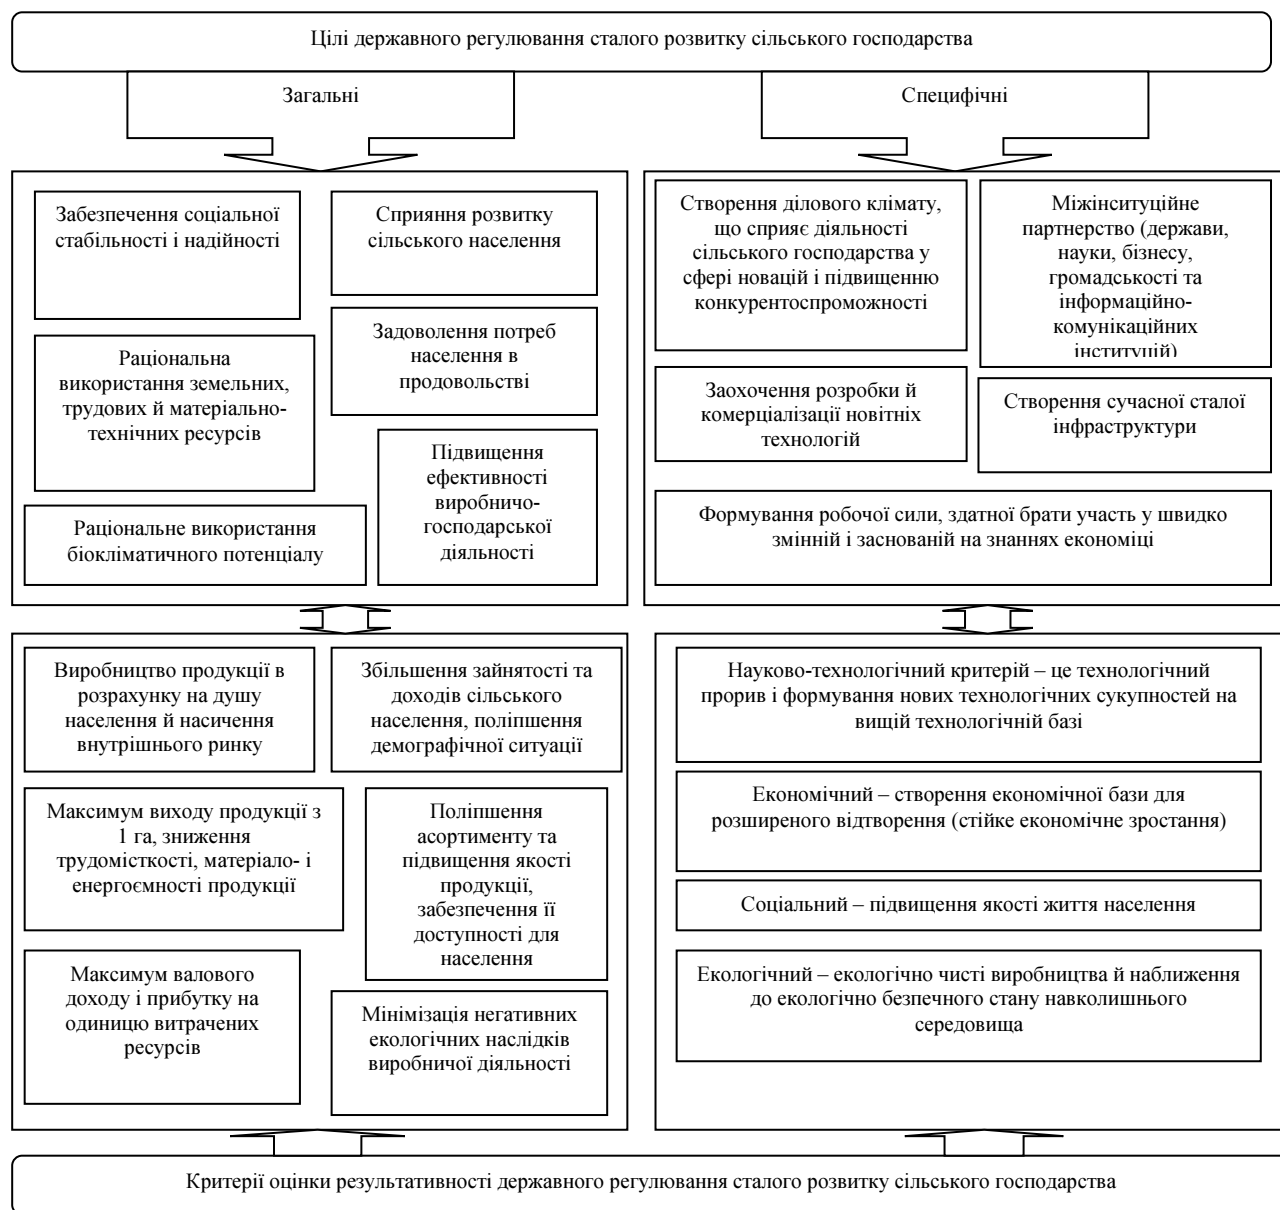 Цілі державного регулювання сталого розвитку сільського господарства
Загальні
Специфічні
Забезпечення соціальної
стабільності і надійності
Сприяння розвитку
сільського населення
Раціональна
використання земельних,
трудових й матеріально-
технічних ресурсів
Задоволення потреб
населення в
продовольстві
Підвищення
ефективності
виробничо-
господарської
діяльності
Раціональне використання
біокліматичного потенціалу
Створення ділового клімату,
що сприяє діяльності
сільського господарства у
сфері новацій і підвищенню
конкурентоспроможності
Міжінситуційне
партнерство (держави,
науки, бізнесу,
громадськості та
інформаційно-
комунікаційних
інституцій)
Заохочення розробки й
комерціалізації новітніх
технологій
Створення сучасної сталої
інфраструктури
Формування робочої сили, здатної брати участь у швидко
змінній і заснованій на знаннях економіці
Виробництво продукції в
розрахунку на душу
населення й насичення
внутрішнього ринку
Збільшення зайнятості та
доходів сільського
населення, поліпшення
демографічної ситуації
Максимум виходу продукції з
1 га, зниження
трудомісткості, матеріало- і
енергоємності продукції
Поліпшення
асортименту та
підвищення якості
продукції,
забезпечення її
доступності для
населення
Максимум валового
доходу і прибутку на
одиницю витрачених
ресурсів
Мінімізація негативних
екологічних наслідків
виробничої діяльності
Науково-технологічний критерій – це технологічний
прорив і формування нових технологічних сукупностей на
вищій технологічній базі
Економічний – створення економічної бази для
розширеного відтворення (стійке економічне зростання)
Соціальний – підвищення якості життя населення
Екологічний – екологічно чисті виробництва й наближення
до екологічно безпечного стану навколишнього
середовища
Критерії оцінки результативності державного регулювання сталого розвитку сільського господарства